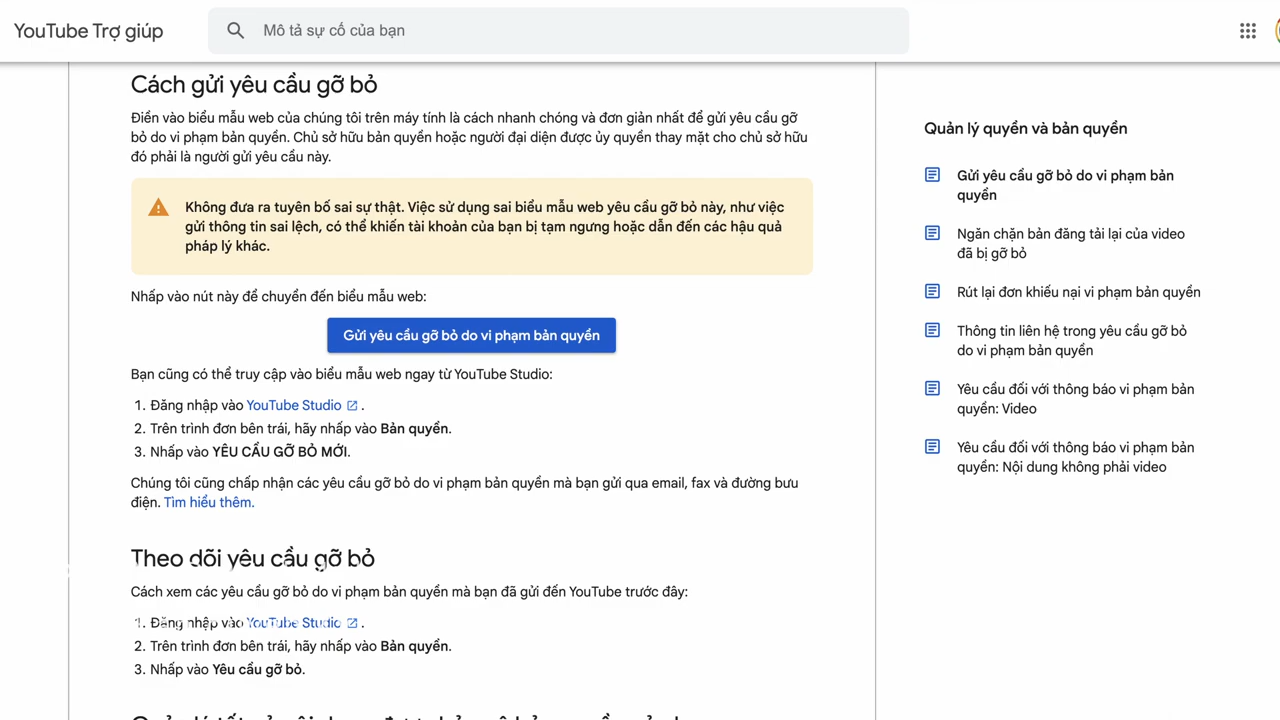 YouTube Trợ giúp
Mô tả sự cố của bạn
Cách gửi yêu cầu gỡ bỏ
Điền vào biểu mẫu web của chúng tôi trên máy tính là cách nhanh chóng và đơn giản nhất để gửi yêu cầu gỡ
bỏ do vi phạm bản quyền. Chủ sở hữu bản quyền hoặc người đại diện được ủy quyền thay mặt cho chủ sở hữu
đó phải là người gửi yêu cầu này.
Không đưa ra tuyên bố sai sự thật. Việc sử dụng sai biểu mẫu web yêu cầu gỡ bỏ này, như việc
gửi thông tin sai lệch, có thể khiến tài khoản của bạn bị tạm ngưng hoặc dẫn đến các hậu quả
pháp lý khác.
Nhấp vào nút này để chuyển đến biểu mẫu web:
Gửi yêu cầu gỡ bỏ do vi phạm bản quyền
Bạn cũng có thể truy cập vào biểu mẫu web ngay từ YouTube Studio:
1. Đăng nhập vào YouTube Studio .
2. Trên trình đơn bên trái, hãy nhấp vào Bản quyền.
3. Nhấp vào YÊU CẦU GỠ BỎ MỚI.
Chúng tôi cũng chấp nhận các yêu cầu gỡ bỏ do vi phạm bản quyền mà bạn gửi qua email, fax và đường bưu
điện. Tìm hiểu thêm.
Theo dõi yêu cầu gỡ bỏ
Cách xem các yêu cầu gỡ bỏ do vi phạm bản quyền mà bạn đã gửi đến YouTube trước đây:
1. Đăng nhập vào YouTube Studio .
2. Trên trình đơn bên trái, hãy nhấp vào Bản quyền.
3. Nhấp vào Yêu cầu gỡ bỏ.
Quản lý quyền và bản quyền
Gửi yêu cầu gỡ bỏ do vi phạm bản
quyền
Ngăn chặn bản đăng tải lại của video
đã bị gỡ bỏ
Rút lại đơn khiếu nại vi phạm bản quyền
Thông tin liên hệ trong yêu cầu gỡ bỏ
do vi phạm bản quyền
Yêu cầu đối với thông báo vi phạm bản
quyền: Video
Yêu cầu đối với thông báo vi phạm bản
quyền: Nội dung không phải video